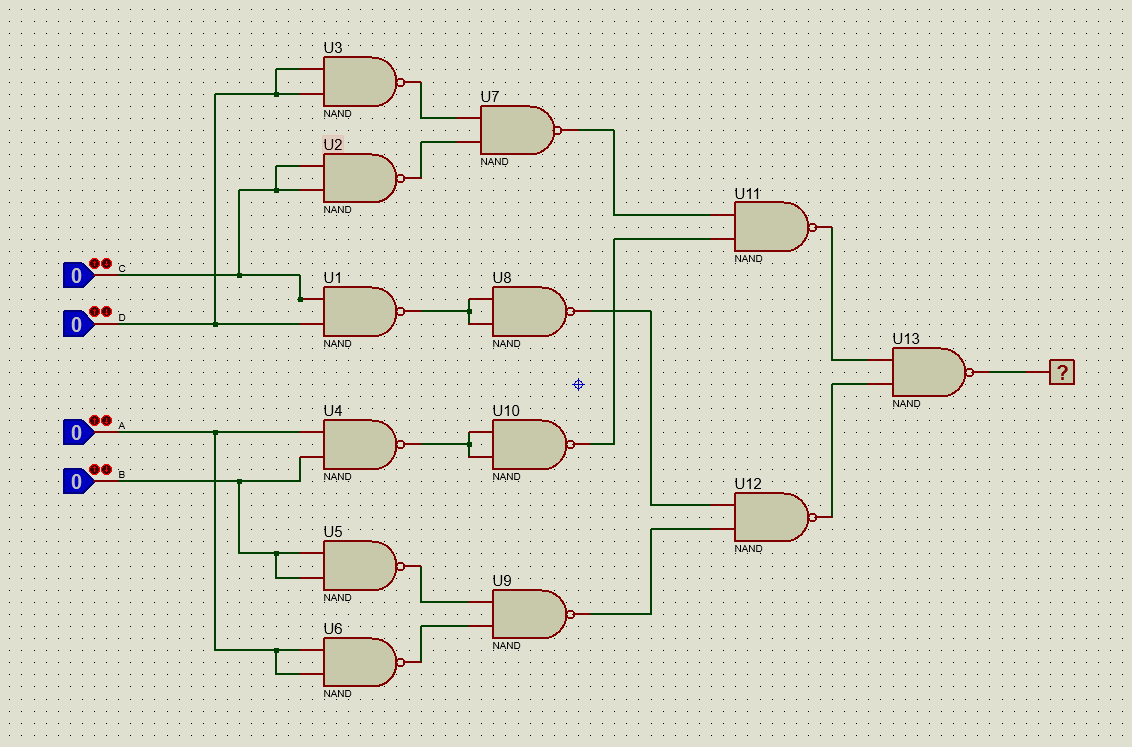 U3
NAND
U7
NAND
U2
NAND
U11
NAND
0 C
U1
NAND
U8
NAND
0 D
U13
NAND
?
0 A
U4
NAND
U10
NAND
0 B
U12
NAND
U5
NAND
U9
NAND
U6
NAND